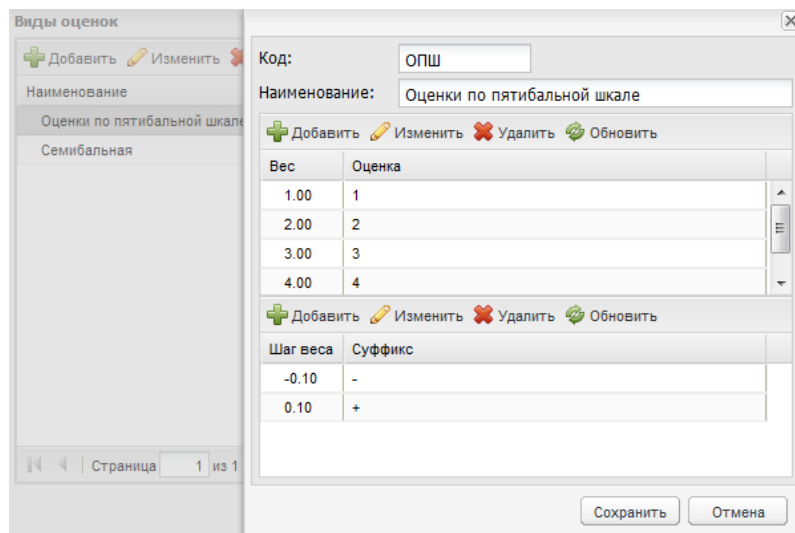 Виды оценок
Добавить Изменить
Наименование
Оценки по пятибальной шкале
Семибальная
Страница 1 из 1
Код: ОПШ
Наименование: Оценки по пятибальной шкале
Добавить Изменить Удалить Обновить
Вес Оценка
1.00 1
2.00 2
3.00 3
4.00 4
Добавить Изменить Удалить Обновить
Шаг веса Суффикс
-0.10 -
0.10 +
Сохранить Отмена